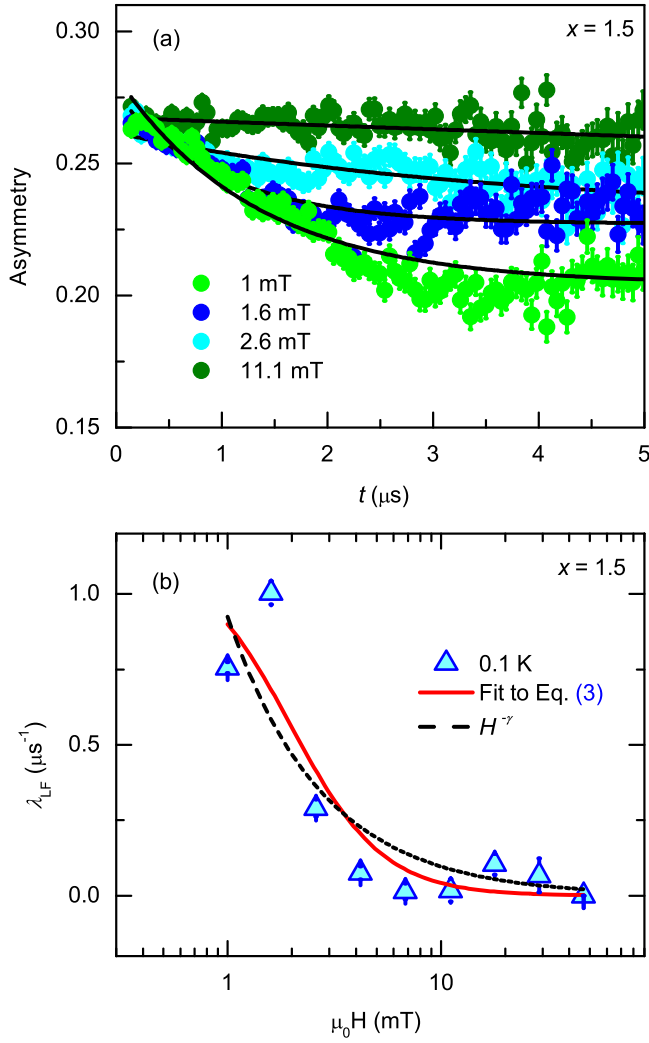 0.30
(a)
x = 1.5
0.25
Asymmetry
0.20
1 mT
1.6 mT
2.6 mT
11.1 mT
0.15
0 1 2 3 4 5
t (μs)
(b)
x = 1.5
1.0
0.1 K
Fit to Eq. (3)
H^-γ
λ_LF (μs^-1)
0.5
0.0
1 10
μ_0H (mT)